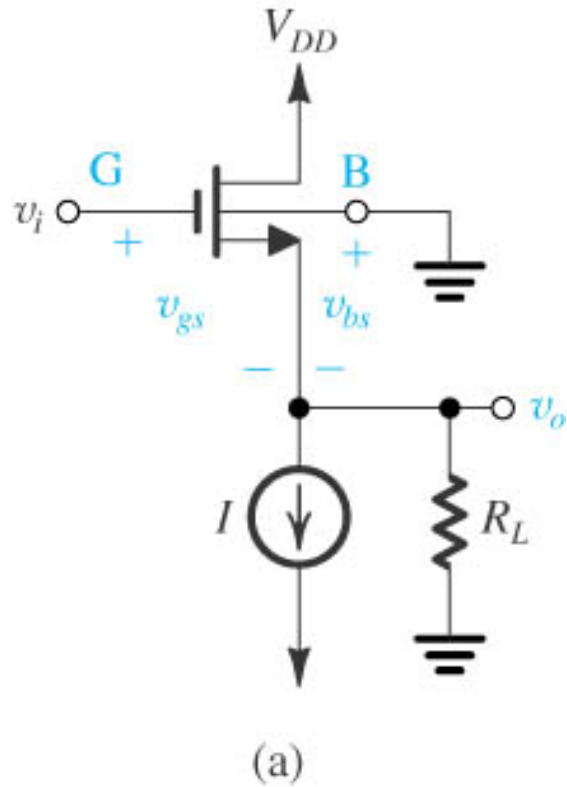 V_DD
G B
v_i
+ +
v_gs v_bs
− −
v_o
I R_L
(a)